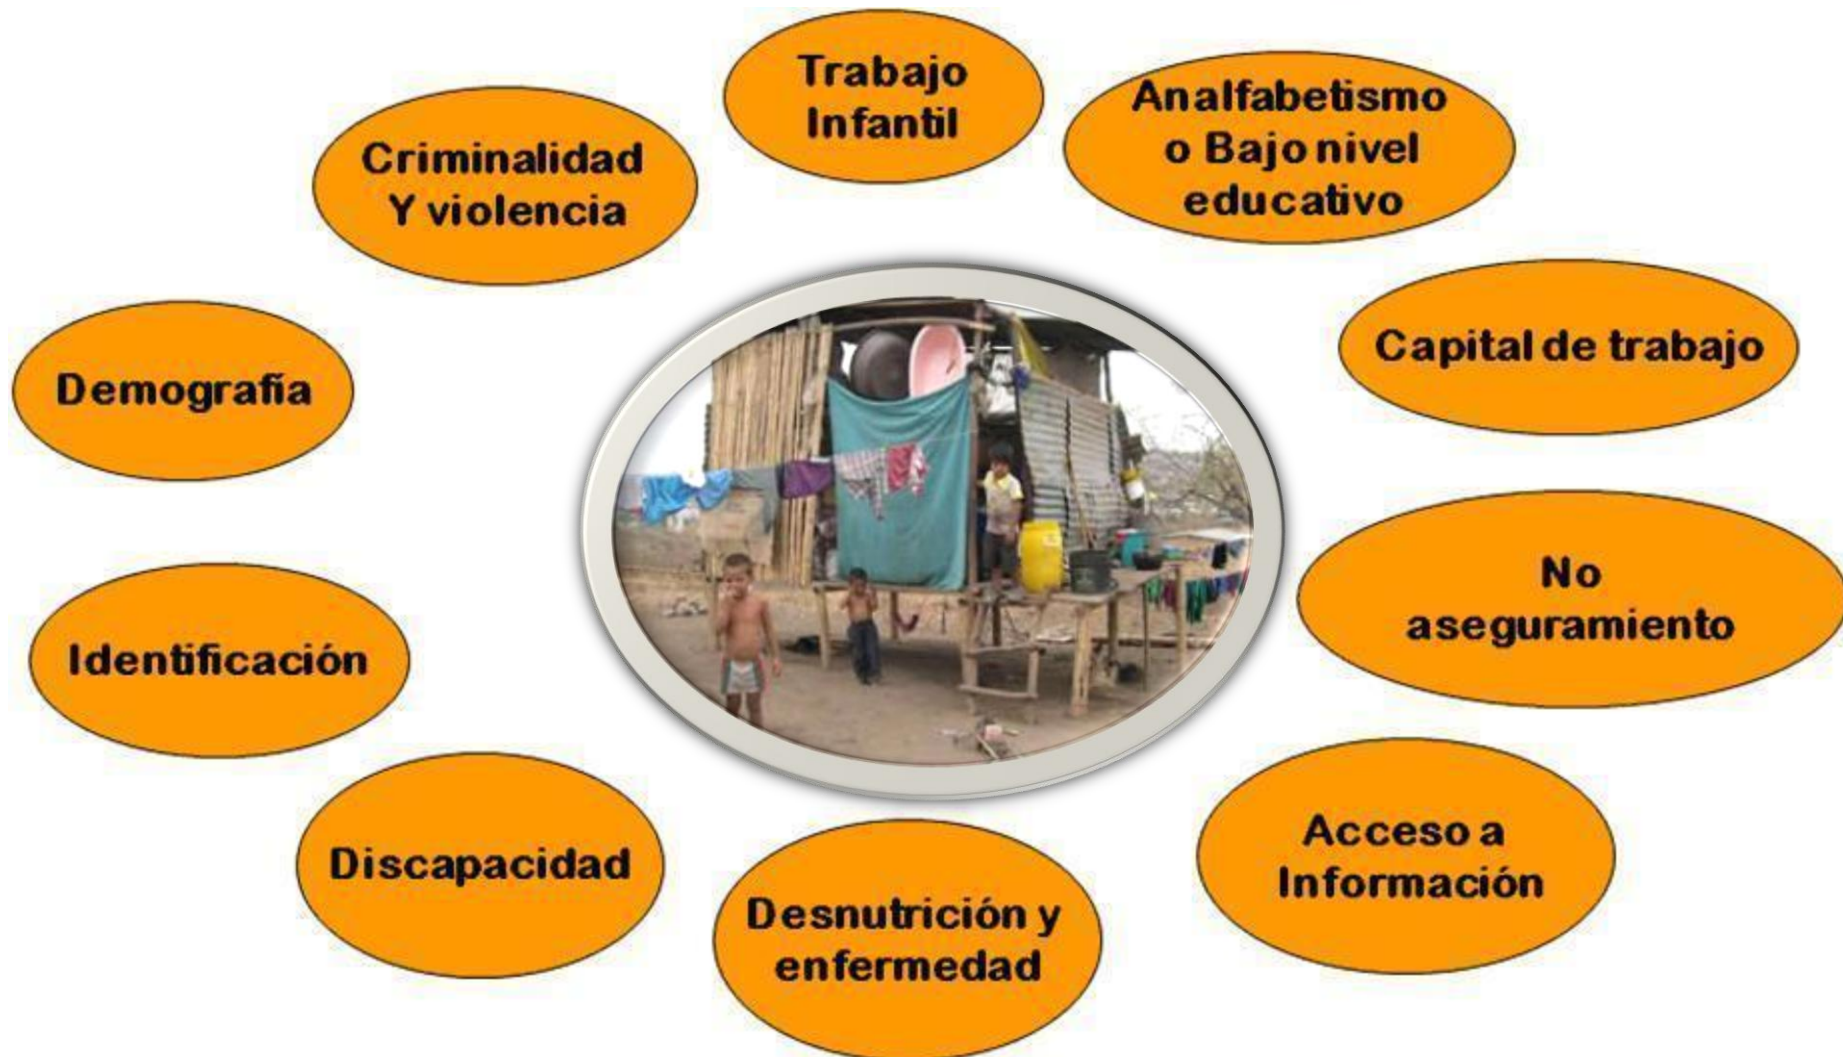 Trabajo
Infantil
Analfabetismo
o Bajo nivel
educativo
Criminalidad
Y violencia
Capital de trabajo
Demografía
No
aseguramiento
Identificación
Acceso a
Información
Discapacidad
Desnutrición y
enfermedad